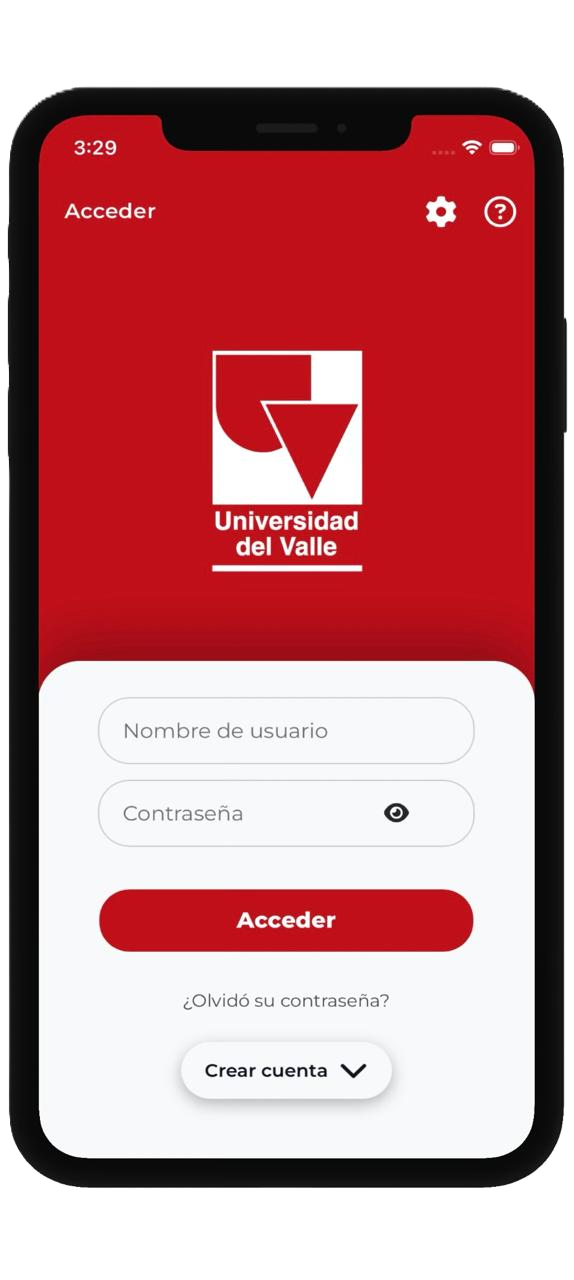 3:29
Acceder
Universidad
del Valle
Nombre de usuario
Contraseña
Acceder
¿Olvidó su contraseña?
Crear cuenta